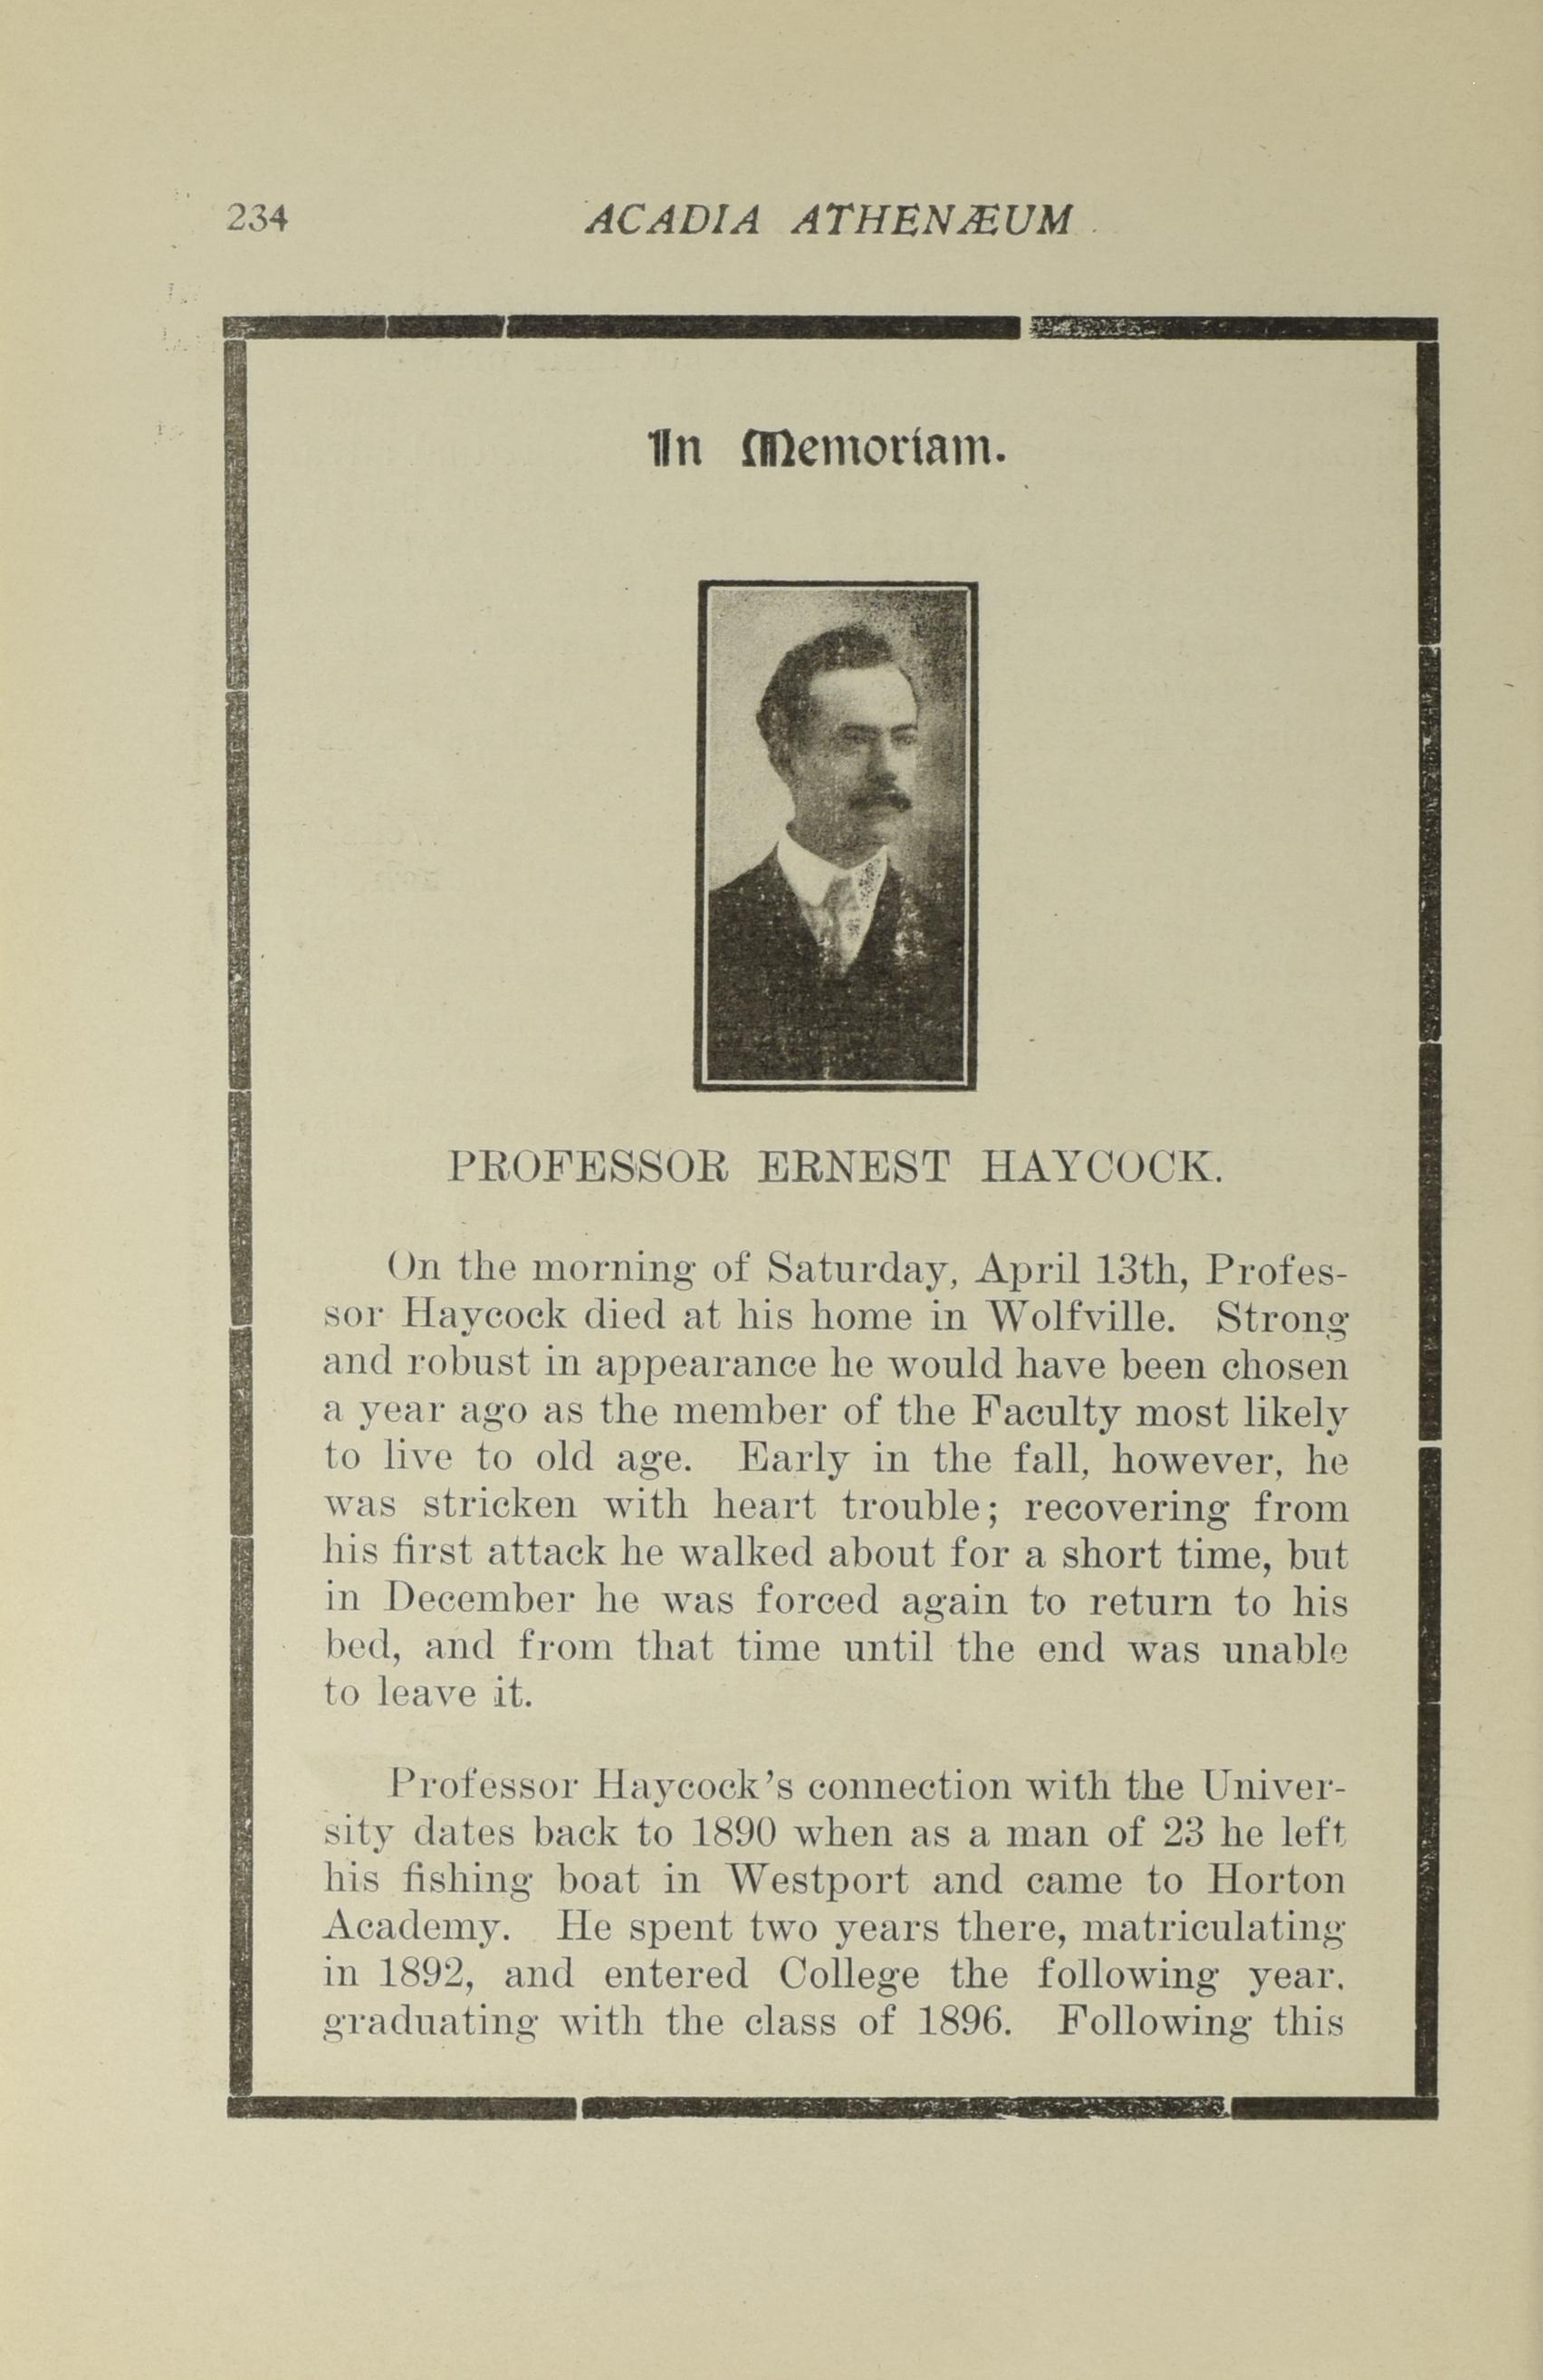 234 ACADIA ATHENÆUM
In Memoriam.
PROFESSOR ERNEST HAYCOCK.
On the morning of Saturday, April 13th, Profes-
sor Haycock died at his home in Wolfville. Strong
and robust in appearance he would have been chosen
a year ago as the member of the Faculty most likely
to live to old age. Early in the fall, however, he
was stricken with heart trouble; recovering from
his first attack he walked about for a short time, but
in December he was forced again to return to his
bed, and from that time until the end was unable
to leave it.
Professor Haycock's connection with the Univer-
sity dates back to 1890 when as a man of 23 he left
his fishing boat in Westport and came to Horton
Academy. He spent two years there, matriculating
in 1892, and entered College the following year.
graduating with the class of 1896. Following this